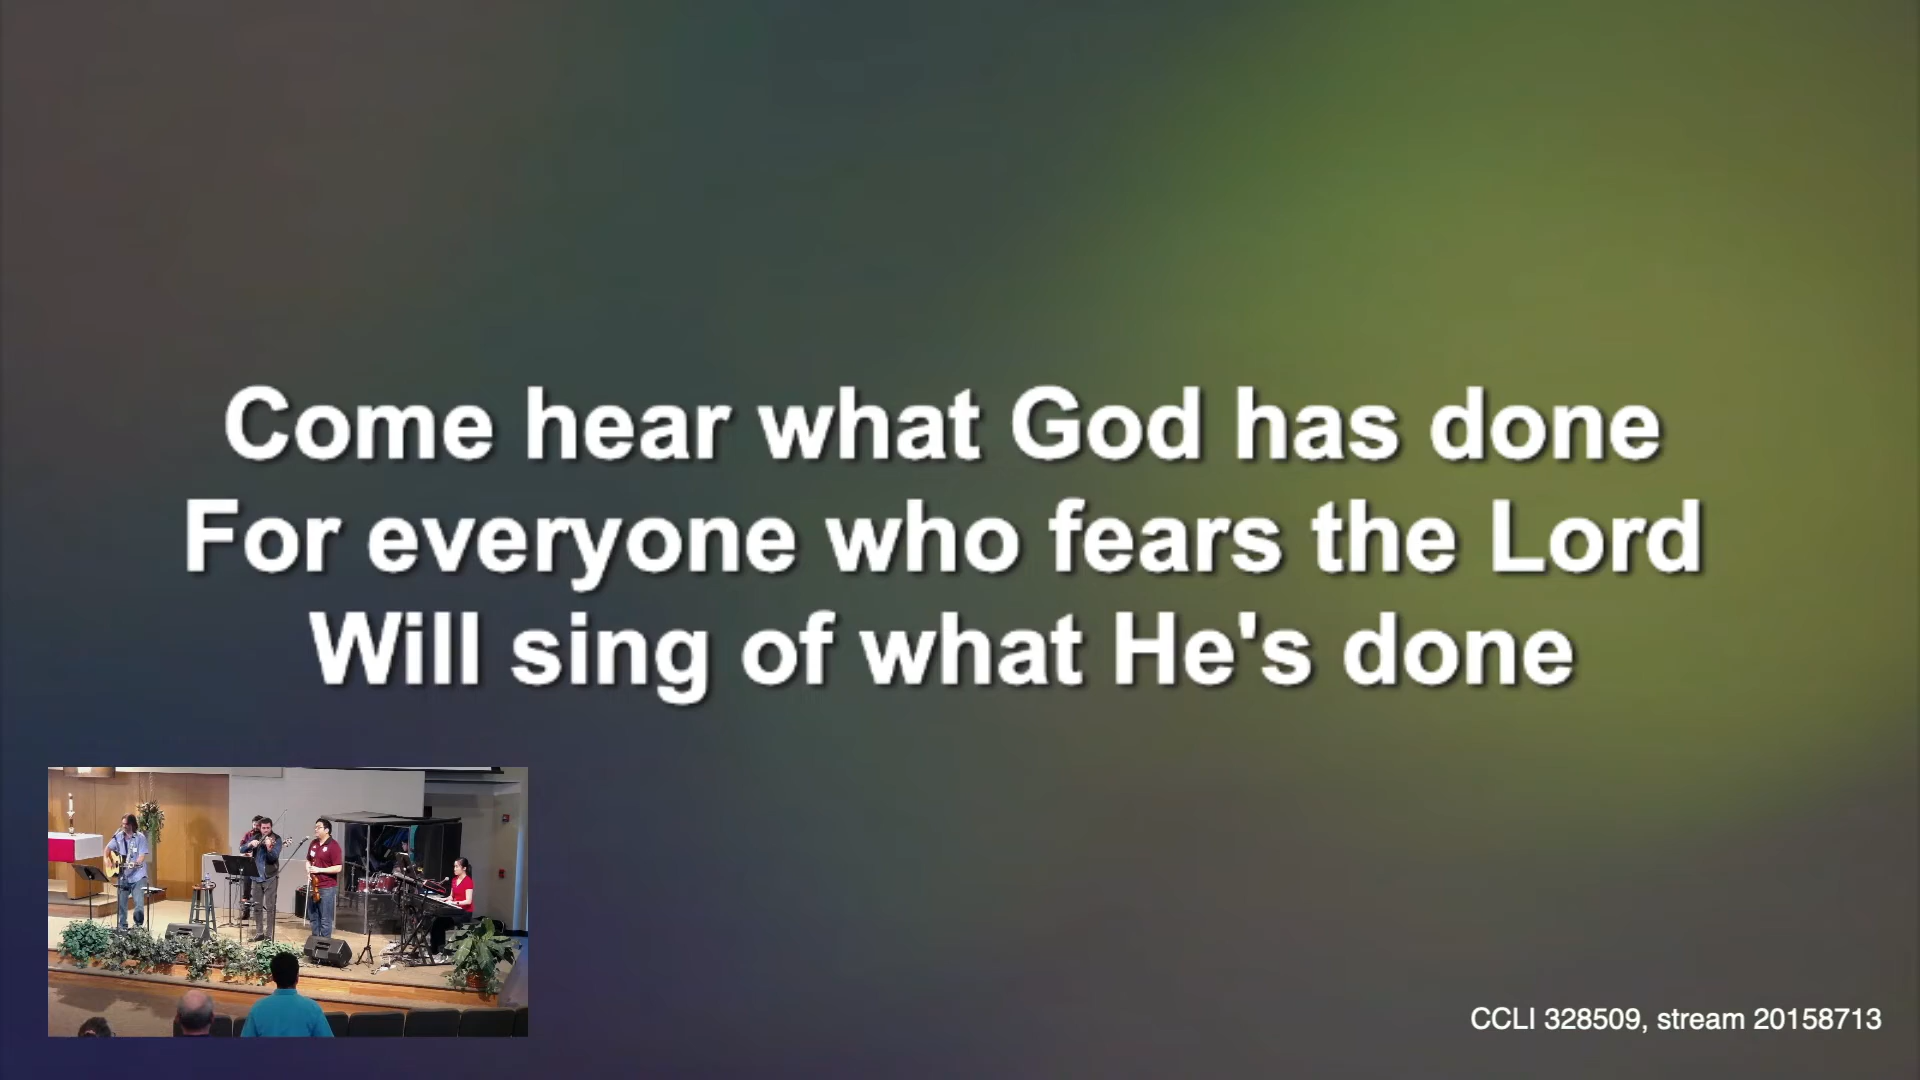 Come hear what God has done
For everyone who fears the Lord
Will sing of what He's done
CCLI 328509, stream 20158713